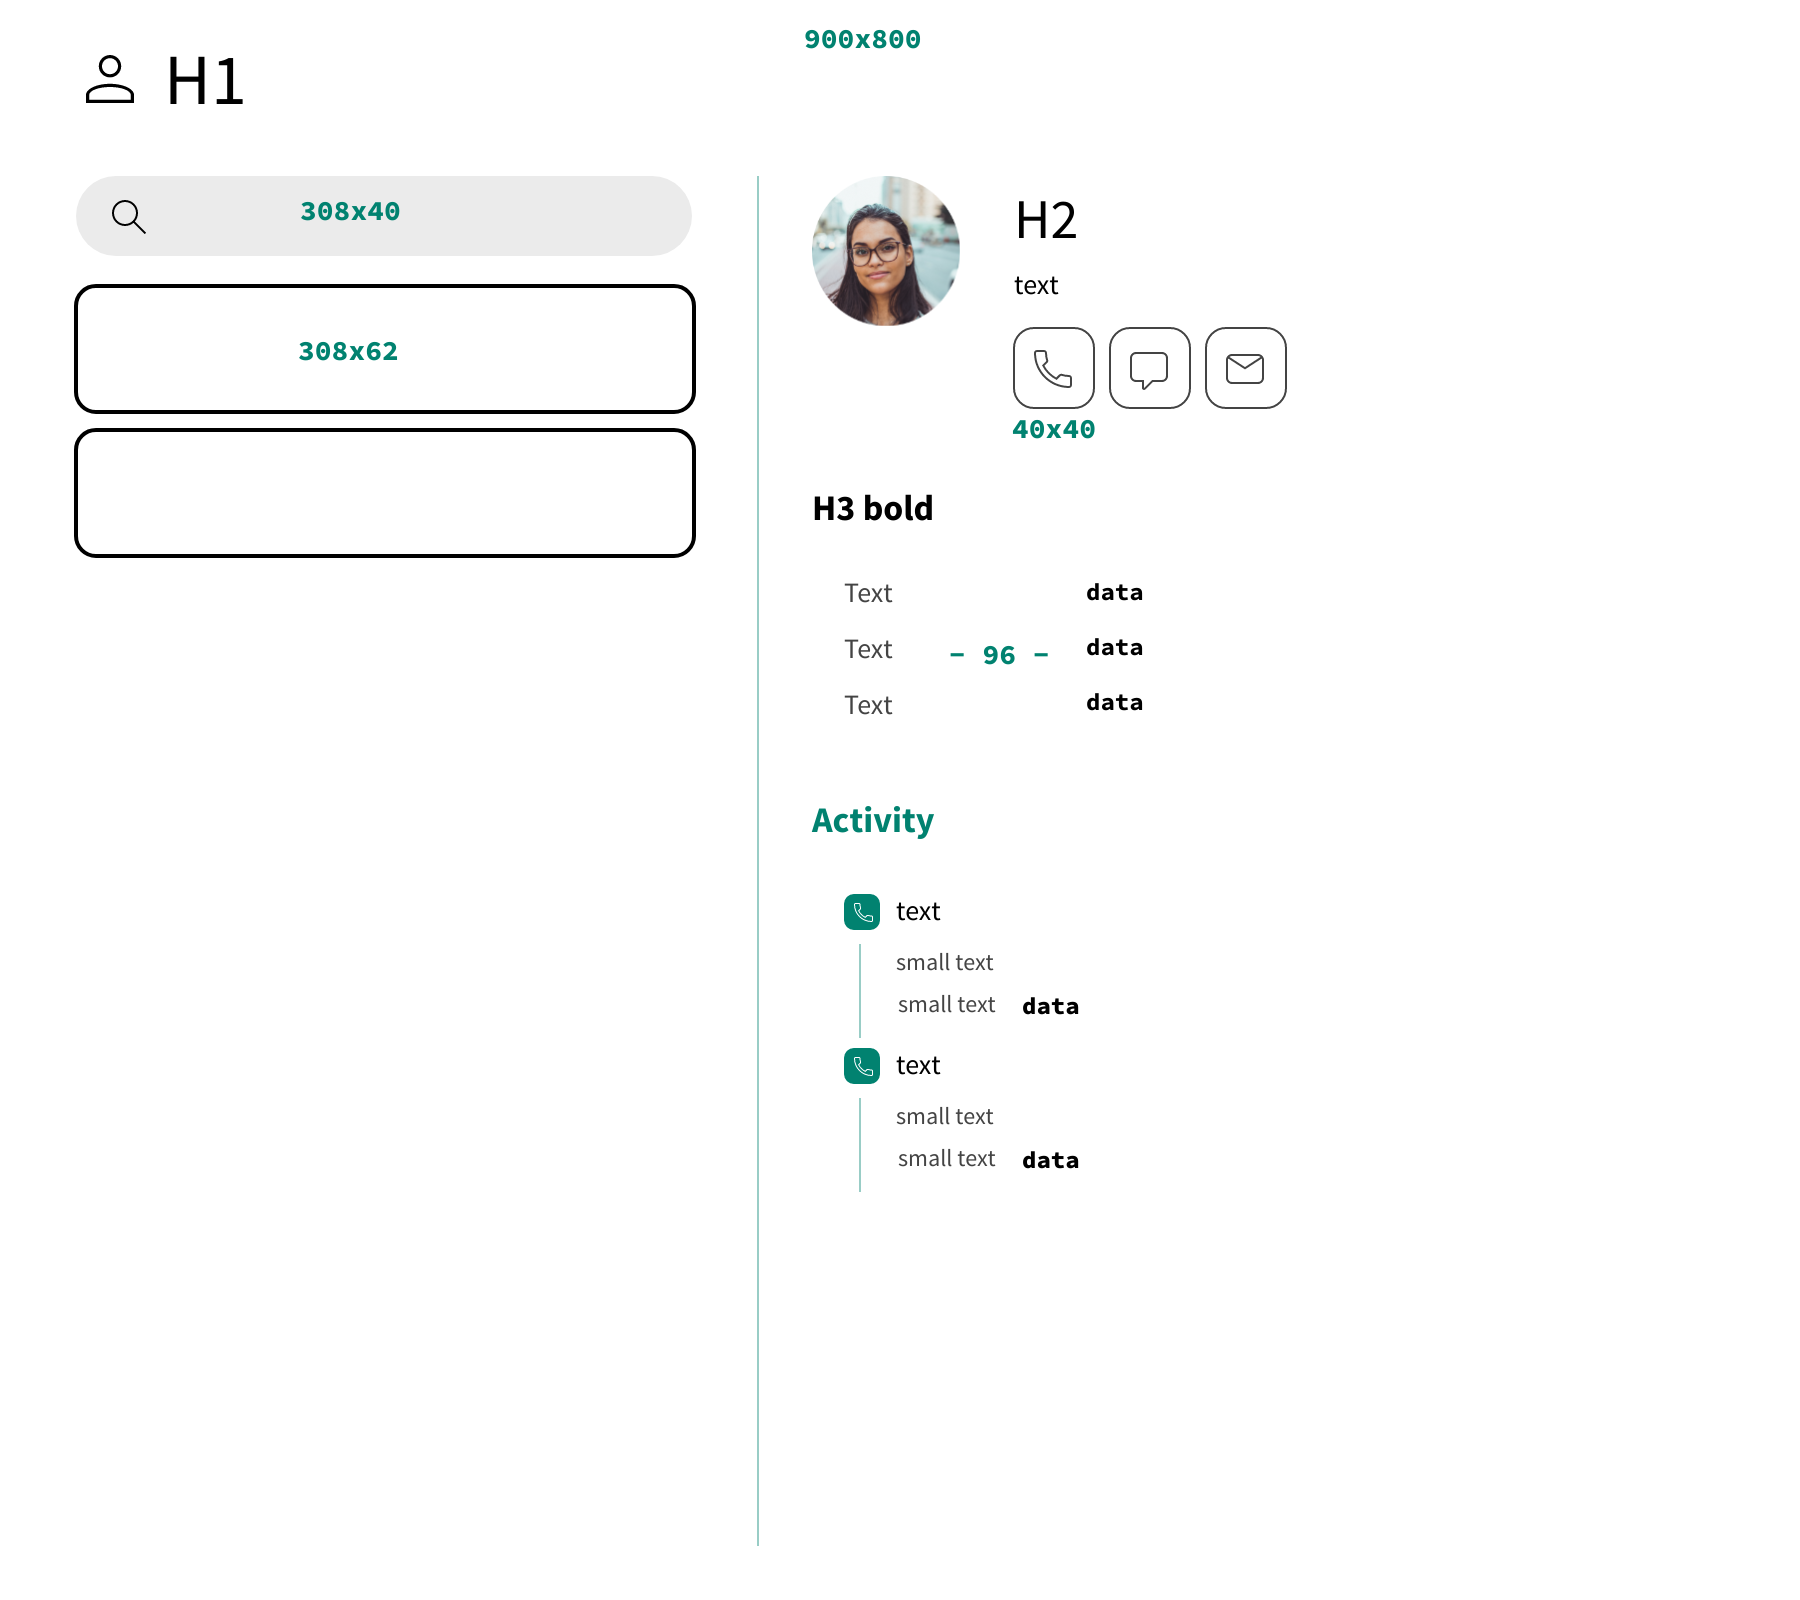 900x800
H1
308x40
308x62
H2
text
40x40
H3 bold
Text data
Text - 96 - data
Text data
Activity
text
small text
small text data
text
small text
small text data